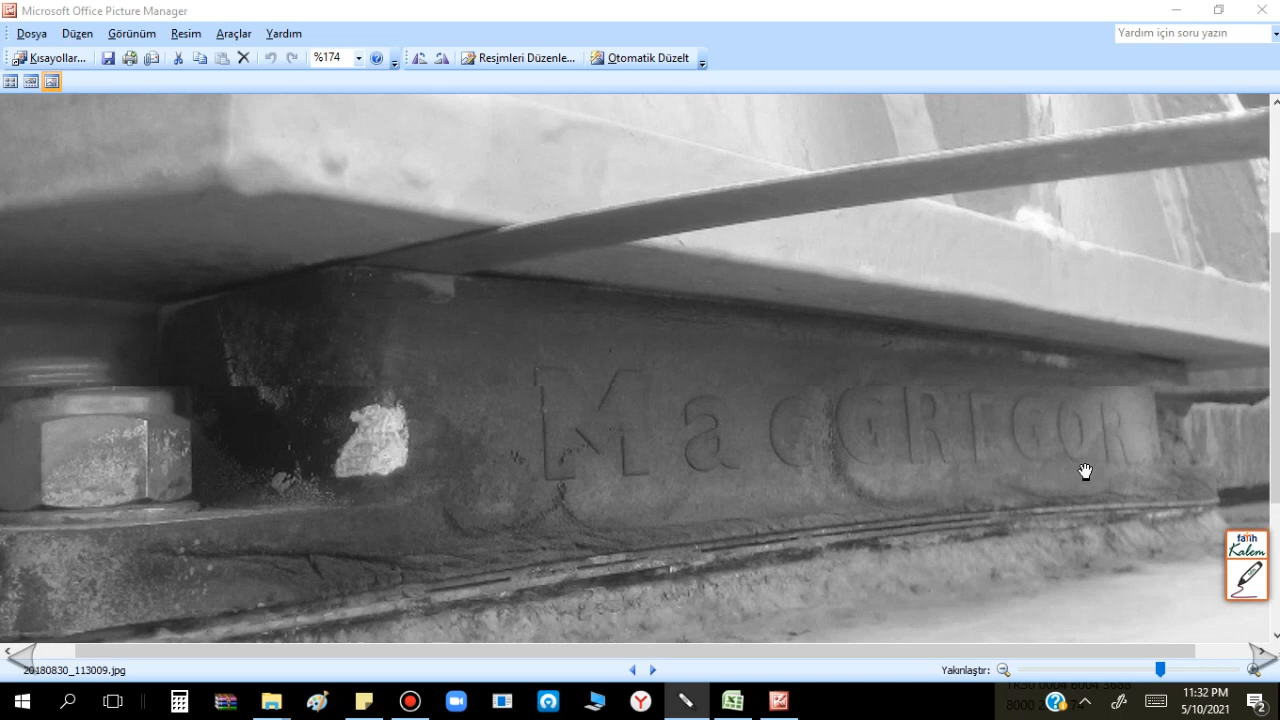 Microsoft Office Picture Manager
Dosya Düzen Görünüm Resim Araçlar Yardım
Yardım için soru yazın
Kısayollar... %174 Resimleri Düzenle... Otomatik Düzelt
MacGREGOR
fatih
Kalem
20180830_113009.jpg
Yakınlaştır:
11:32 PM
5/10/2021
2